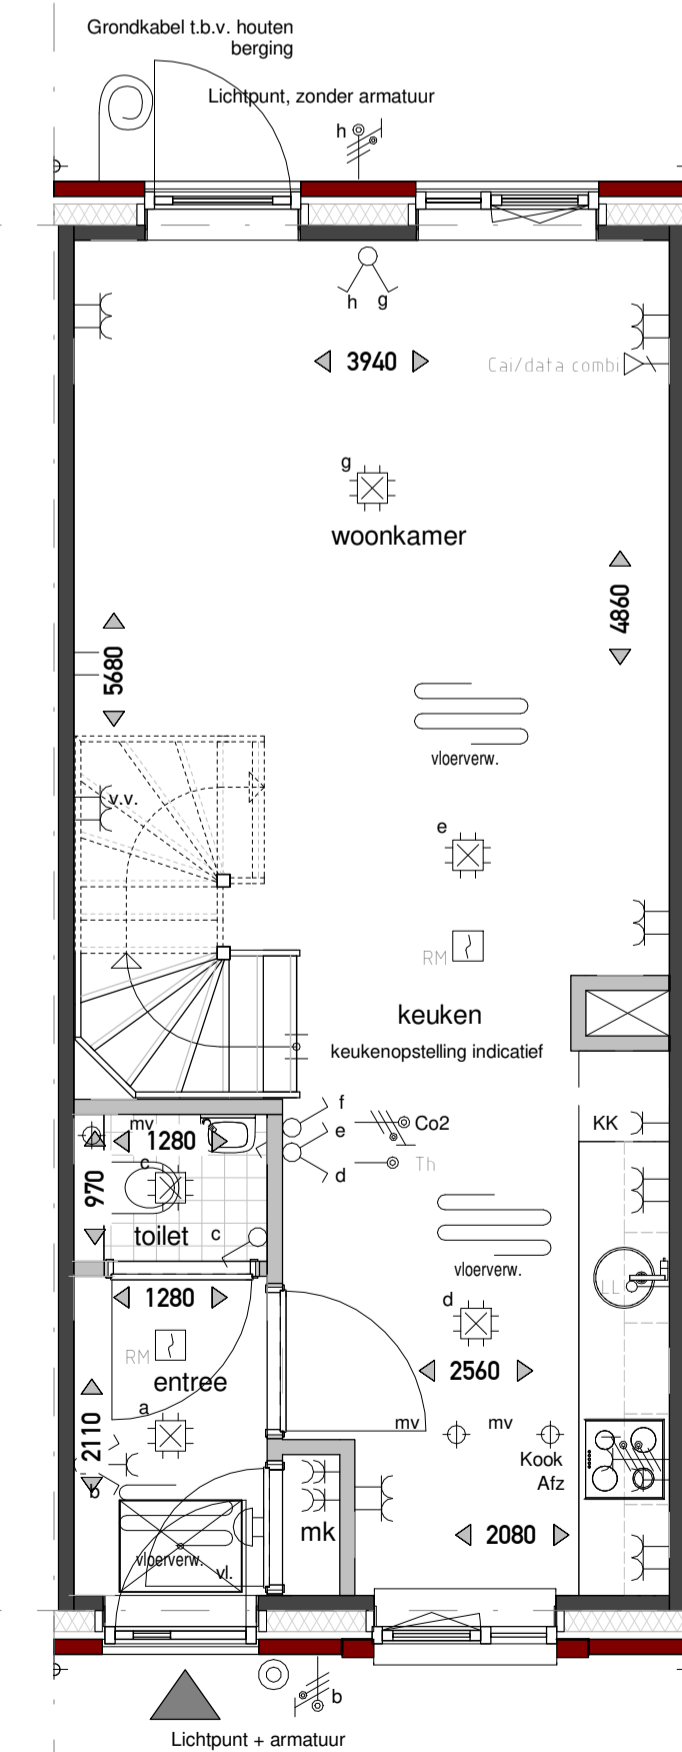 Grondkabel t.b.v. houten
berging
Lichtpunt, zonder armatuur
h
h g
3940
Cai/data combi
g
woonkamer
4860
5680
vloerverw.
v.v.
e
RM
keuken
keukenopstelling indicatief
f
mv
1280
e
Co2
KK
c
d
Th
970
toilet
c
vloerverw.
LL
1280
d
RM
entree
2560
a
mv
mv
2110
Kook
Afz
b
mk
2080
vloerverw.
vl.
b
Lichtpunt + armatuur